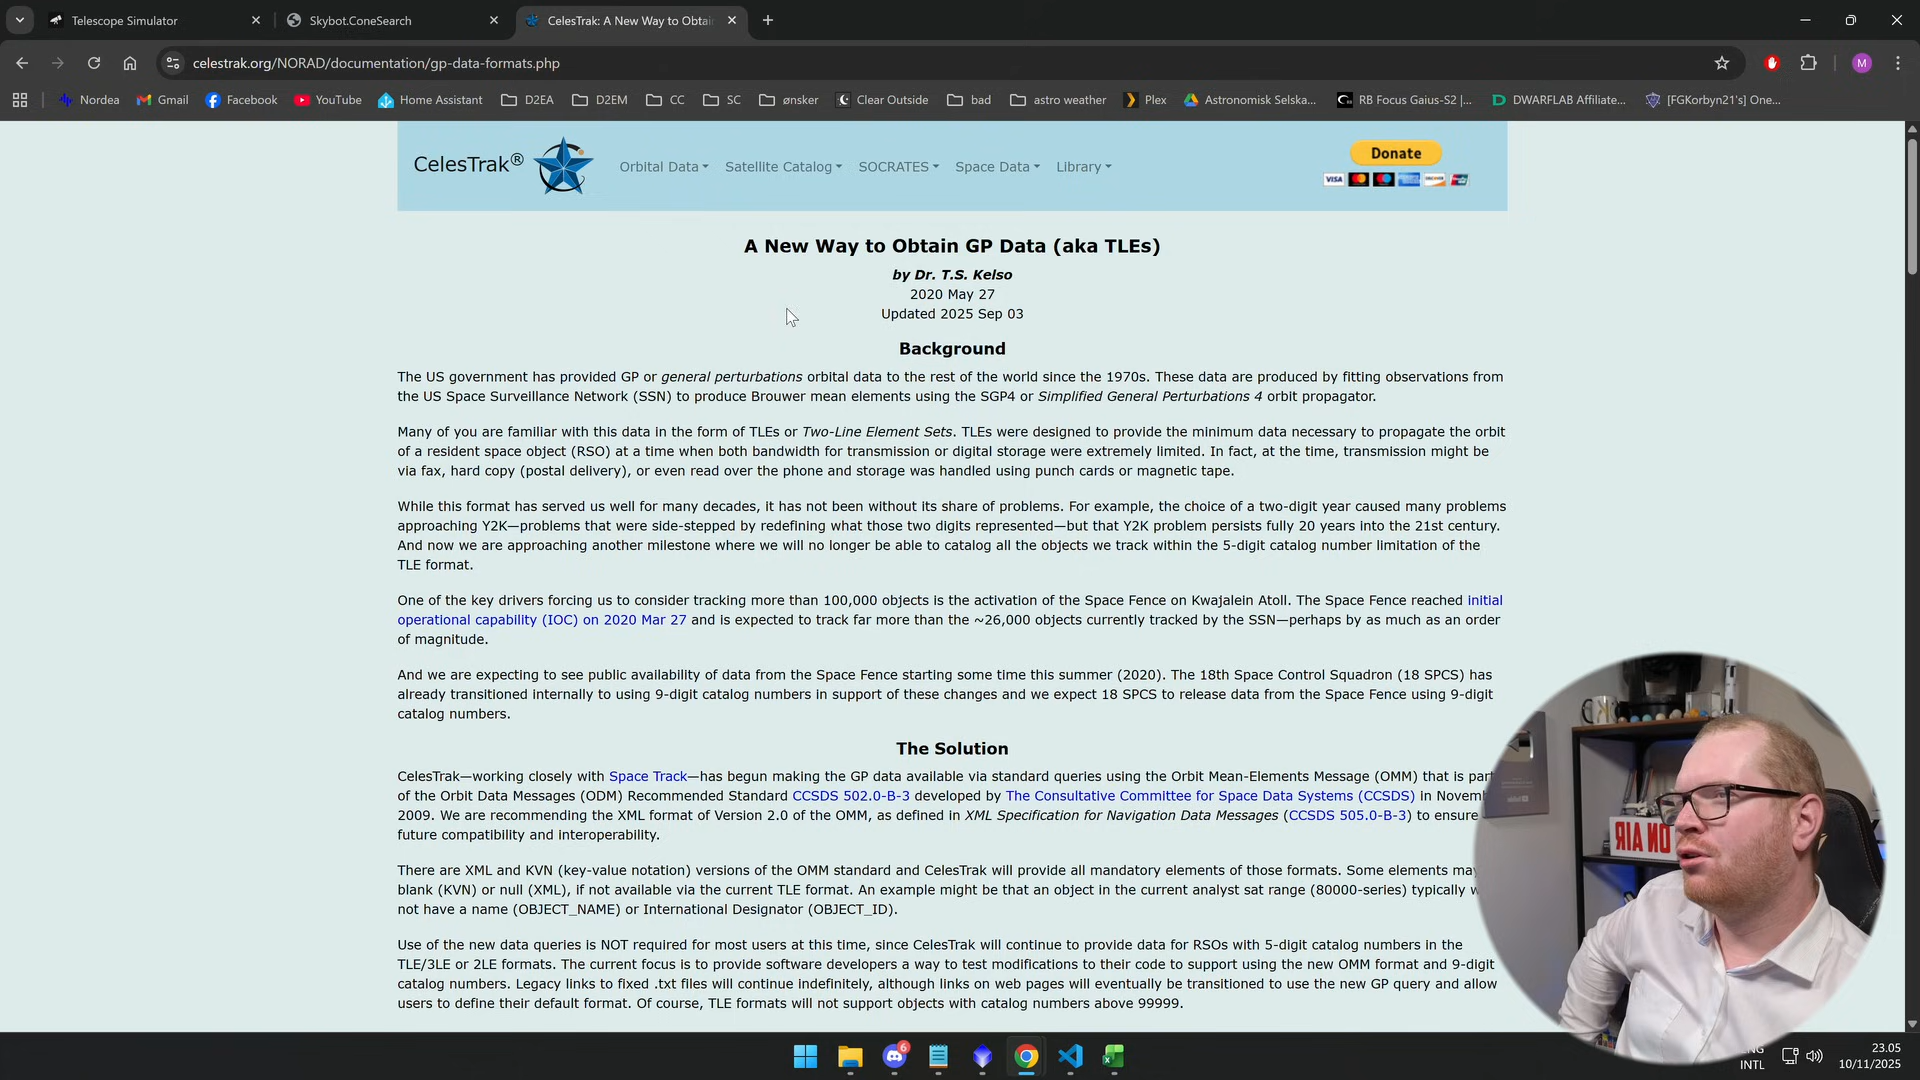 Telescope Simulator
Skybot.ConeSearch
CelesTrak: A New Way to Obtai
celestrak.org/NORAD/documentation/gp-data-formats.php
M
Nordea
Gmail
Facebook
YouTube
Home Assistant
D2EA
D2EM
CC
SC
ønsker
Clear Outside
bad
astro weather
Plex
Astronomisk Selska...
RB Focus Gaius-S2 |...
DWARFLAB Affiliate...
[FGKorbyn21's] One...
CelesTrak®
Orbital Data
Satellite Catalog
SOCRATES
Space Data
Library
Donate
VISA
A New Way to Obtain GP Data (aka TLEs)
by Dr. T.S. Kelso
2020 May 27
Updated 2025 Sep 03
Background
The US government has provided GP or general perturbations orbital data to the rest of the world since the 1970s. These data are produced by fitting observations from
the US Space Surveillance Network (SSN) to produce Brouwer mean elements using the SGP4 or Simplified General Perturbations 4 orbit propagator.
Many of you are familiar with this data in the form of TLEs or Two-Line Element Sets. TLEs were designed to provide the minimum data necessary to propagate the orbit
of a resident space object (RSO) at a time when both bandwidth for transmission or digital storage were extremely limited. In fact, at the time, transmission might be
via fax, hard copy (postal delivery), or even read over the phone and storage was handled using punch cards or magnetic tape.
While this format has served us well for many decades, it has not been without its share of problems. For example, the choice of a two-digit year caused many problems
approaching Y2K—problems that were side-stepped by redefining what those two digits represented—but that Y2K problem persists fully 20 years into the 21st century.
And now we are approaching another milestone where we will no longer be able to catalog all the objects we track within the 5-digit catalog number limitation of the
TLE format.
One of the key drivers forcing us to consider tracking more than 100,000 objects is the activation of the Space Fence on Kwajalein Atoll. The Space Fence reached initial
operational capability (IOC) on 2020 Mar 27 and is expected to track far more than the ~26,000 objects currently tracked by the SSN—perhaps by as much as an order
of magnitude.
And we are expecting to see public availability of data from the Space Fence starting some time this summer (2020). The 18th Space Control Squadron (18 SPCS) has
already transitioned internally to using 9-digit catalog numbers in support of these changes and we expect 18 SPCS to release data from the Space Fence using 9-digit
catalog numbers.
The Solution
CelesTrak—working closely with Space Track—has begun making the GP data available via standard queries using the Orbit Mean-Elements Message (OMM) that is part
of the Orbit Data Messages (ODM) Recommended Standard CCSDS 502.0-B-3 developed by The Consultative Committee for Space Data Systems (CCSDS) in Novem
2009. We are recommending the XML format of Version 2.0 of the OMM, as defined in XML Specification for Navigation Data Messages (CCSDS 505.0-B-3) to ensure
future compatibility and interoperability.
There are XML and KVN (key-value notation) versions of the OMM standard and CelesTrak will provide all mandatory elements of those formats. Some elements may
blank (KVN) or null (XML), if not available via the current TLE format. An example might be that an object in the current analyst sat range (80000-series) typically w
not have a name (OBJECT_NAME) or International Designator (OBJECT_ID).
Use of the new data queries is NOT required for most users at this time, since CelesTrak will continue to provide data for RSOs with 5-digit catalog numbers in the
TLE/3LE or 2LE formats. The current focus is to provide software developers a way to test modifications to their code to support using the new OMM format and 9-digit
catalog numbers. Legacy links to fixed .txt files will continue indefinitely, although links on web pages will eventually be transitioned to use the new GP query and allow
users to define their default format. Of course, TLE formats will not support objects with catalog numbers above 99999.
ON AIR
6
ENG
INTL
23.05
10/11/2025